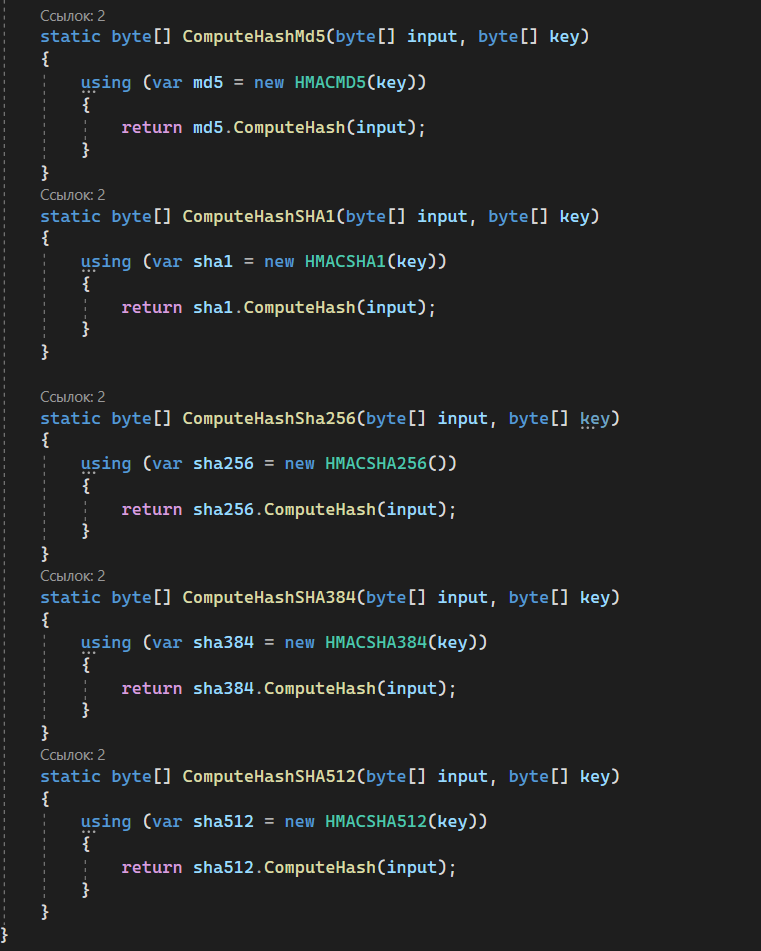 Ссылок: 2
static byte[] ComputeHashMd5(byte[] input, byte[] key)
{
using (var md5 = new HMACMD5(key))
{
return md5.ComputeHash(input);
}
}
Ссылок: 2
static byte[] ComputeHashSHA1(byte[] input, byte[] key)
{
using (var sha1 = new HMACSHA1(key))
{
return sha1.ComputeHash(input);
}
}
Ссылок: 2
static byte[] ComputeHashSha256(byte[] input, byte[] key)
{
using (var sha256 = new HMACSHA256())
{
return sha256.ComputeHash(input);
}
}
Ссылок: 2
static byte[] ComputeHashSHA384(byte[] input, byte[] key)
{
using (var sha384 = new HMACSHA384(key))
{
return sha384.ComputeHash(input);
}
}
Ссылок: 2
static byte[] ComputeHashSHA512(byte[] input, byte[] key)
{
using (var sha512 = new HMACSHA512(key))
{
return sha512.ComputeHash(input);
}
}
}